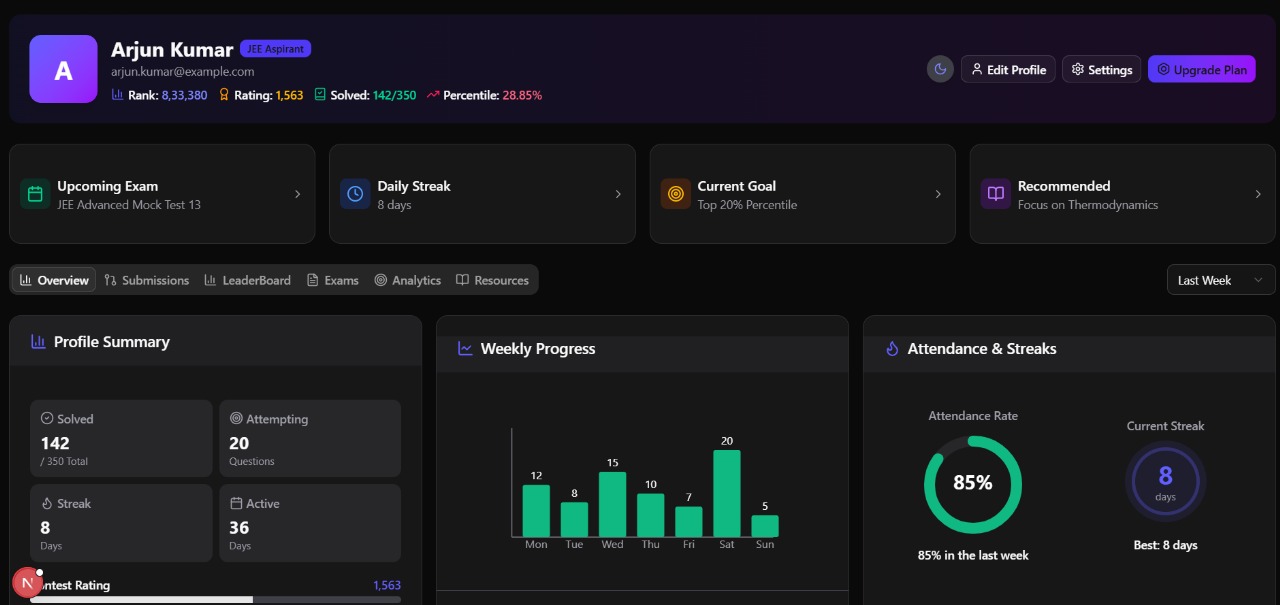 A
Arjun Kumar JEE Aspirant
arjun.kumar@example.com
Rank: 8,33,380 Rating: 1,563 Solved: 142/350 Percentile: 28.85%
Edit Profile Settings Upgrade Plan
Upcoming Exam
JEE Advanced Mock Test 13
Daily Streak
8 days
Current Goal
Top 20% Percentile
Recommended
Focus on Thermodynamics
Overview Submissions LeaderBoard Exams Analytics Resources
Last Week
Profile Summary
Solved
142
/ 350 Total
Attempting
20
Questions
Streak
8
Days
Active
36
Days
N
ntest Rating 1,563
Weekly Progress
12 8 15 10 7 20 5
Mon Tue Wed Thu Fri Sat Sun
Attendance & Streaks
Attendance Rate
85%
85% in the last week
Current Streak
8
days
Best: 8 days